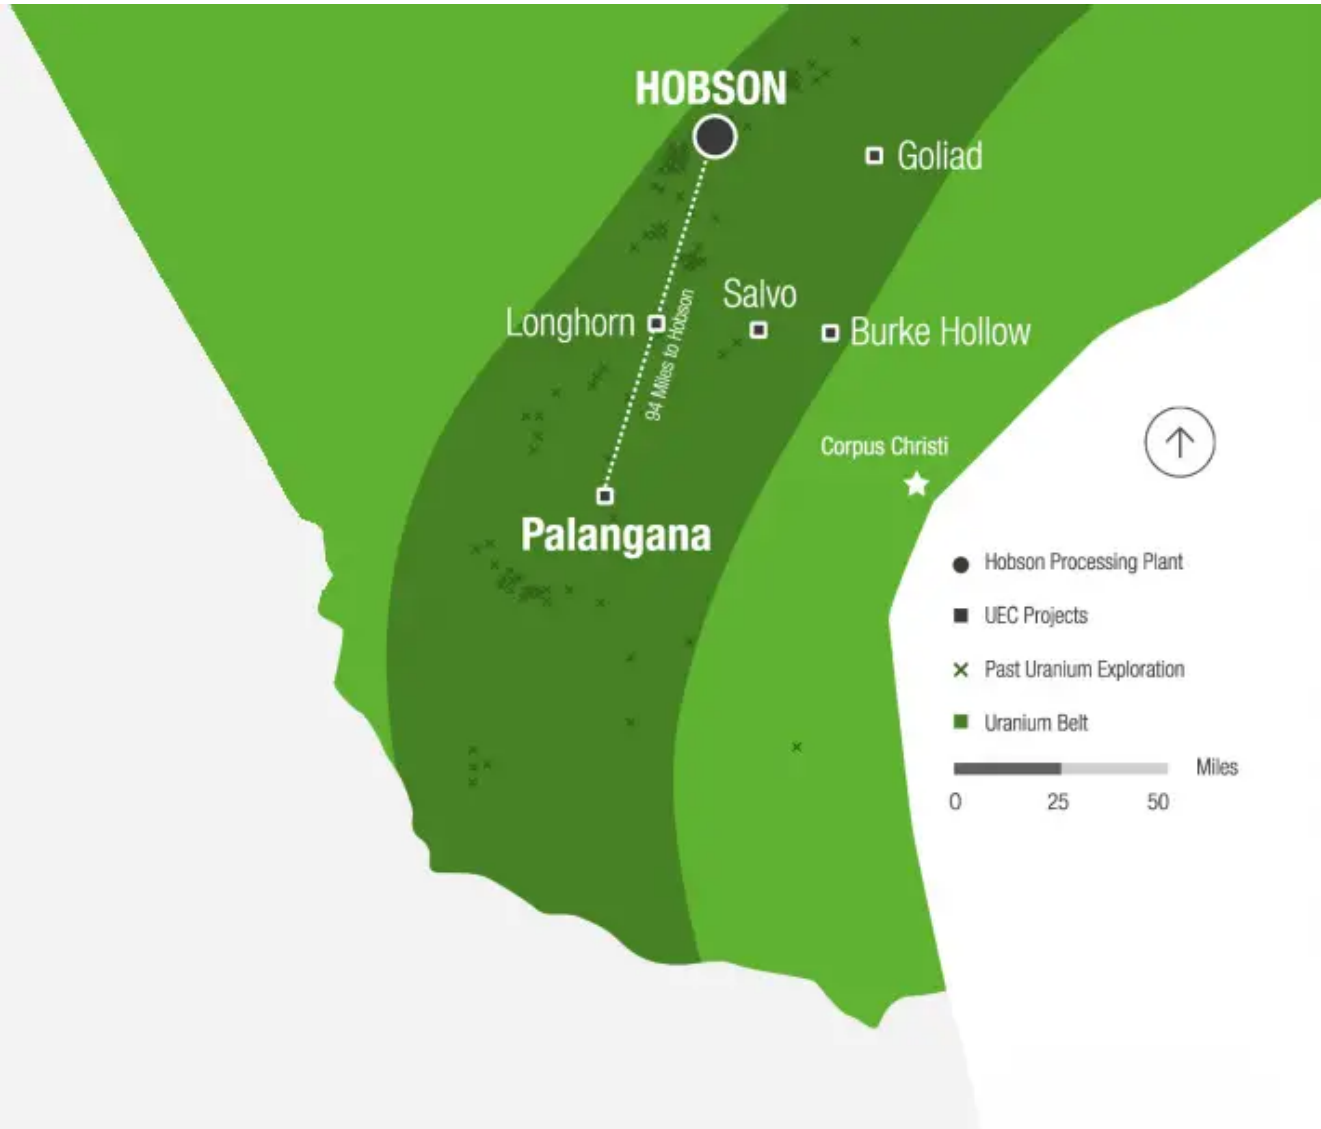 HOBSON
Goliad
Salvo
Longhorn
Burke Hollow
94 Miles to Hobson
Corpus Christi
Palangana
Hobson Processing Plant
UEC Projects
Past Uranium Exploration
Uranium Belt
Miles
0 25 50